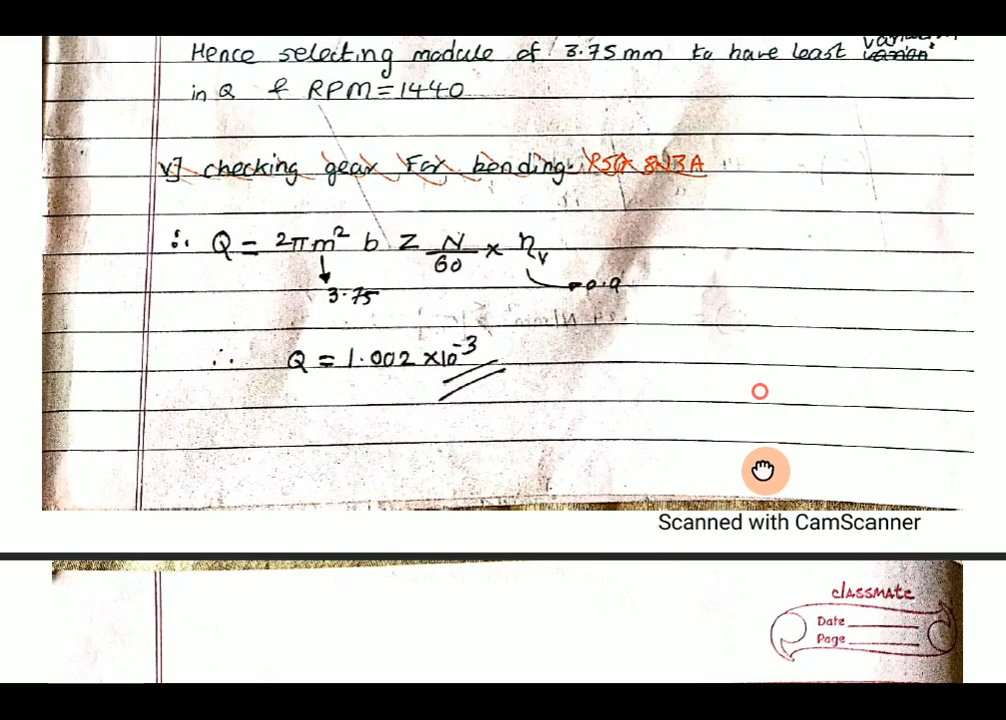 Hence selecting module of 3.75 mm to have least
in Q & RPM = 1440
v] checking gear For bending:
∴ Q = 2πm² b Z N/60 × ηv
3.75
0.9
∴ Q = 1.002 × 10⁻³
Scanned with CamScanner
classmate
Date
Page